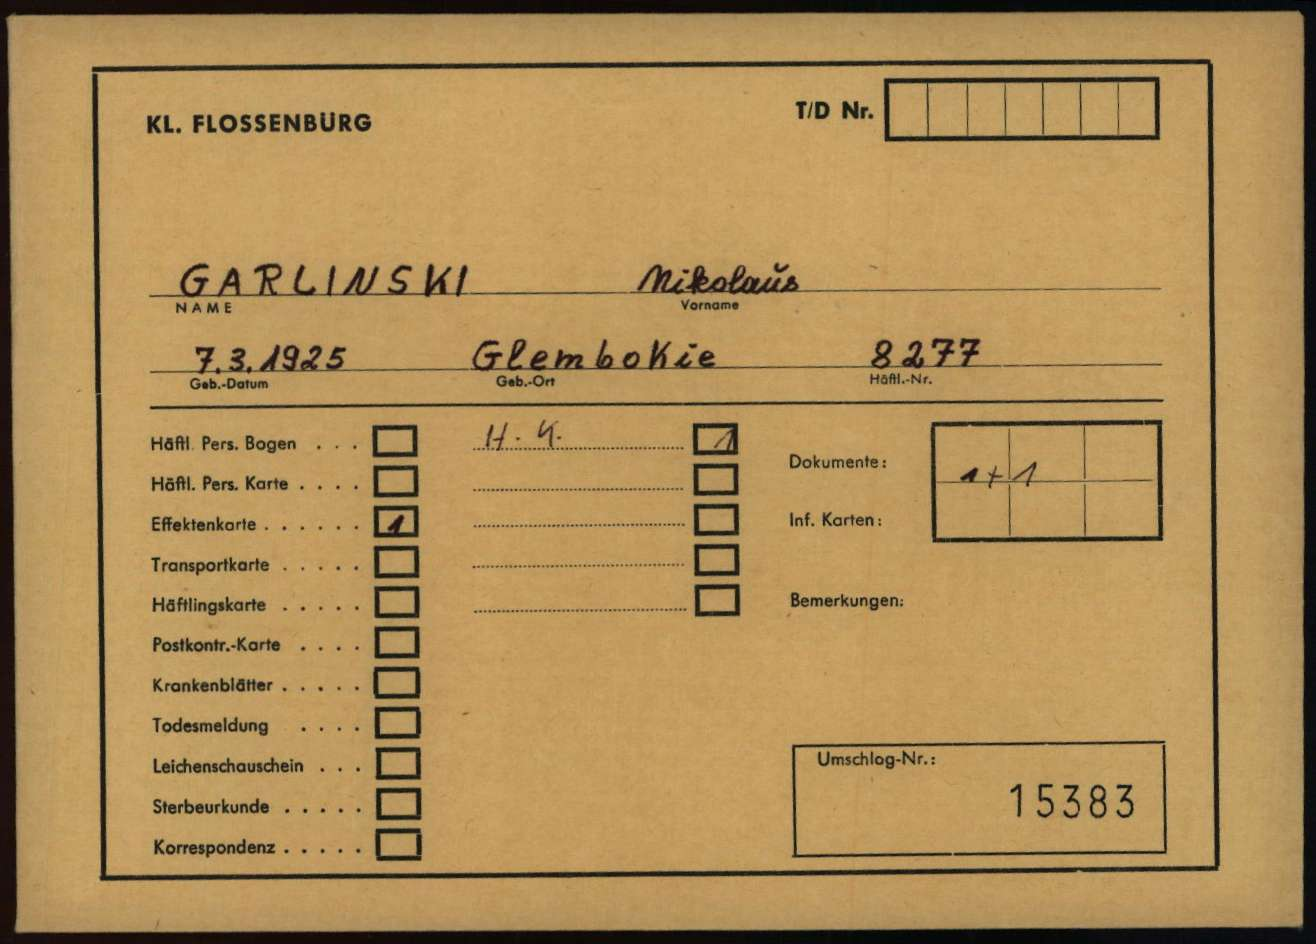 KL. FLOSSENBÜRG T/D Nr.
GARLINSKI Nikolaus
NAME Vorname
7.3.1925 Glembokie 8277
Geb.-Datum Geb.-Ort Häftl.-Nr.
Häftl. Pers. Bogen . . . H. K. 1
Häftl. Pers. Karte . . . .
Effektenkarte . . . . . . 1
Transportkarte . . . . .
Häftlingskarte . . . . .
Postkontr.-Karte . . . .
Krankenblätter . . . . .
Todesmeldung . . . .
Leichenschauschein . . .
Sterbeurkunde . . . . .
Korrespondenz . . . . .
Dokumente: 1+1
Inf. Karten:
Bemerkungen:
Umschlag-Nr.:
15383